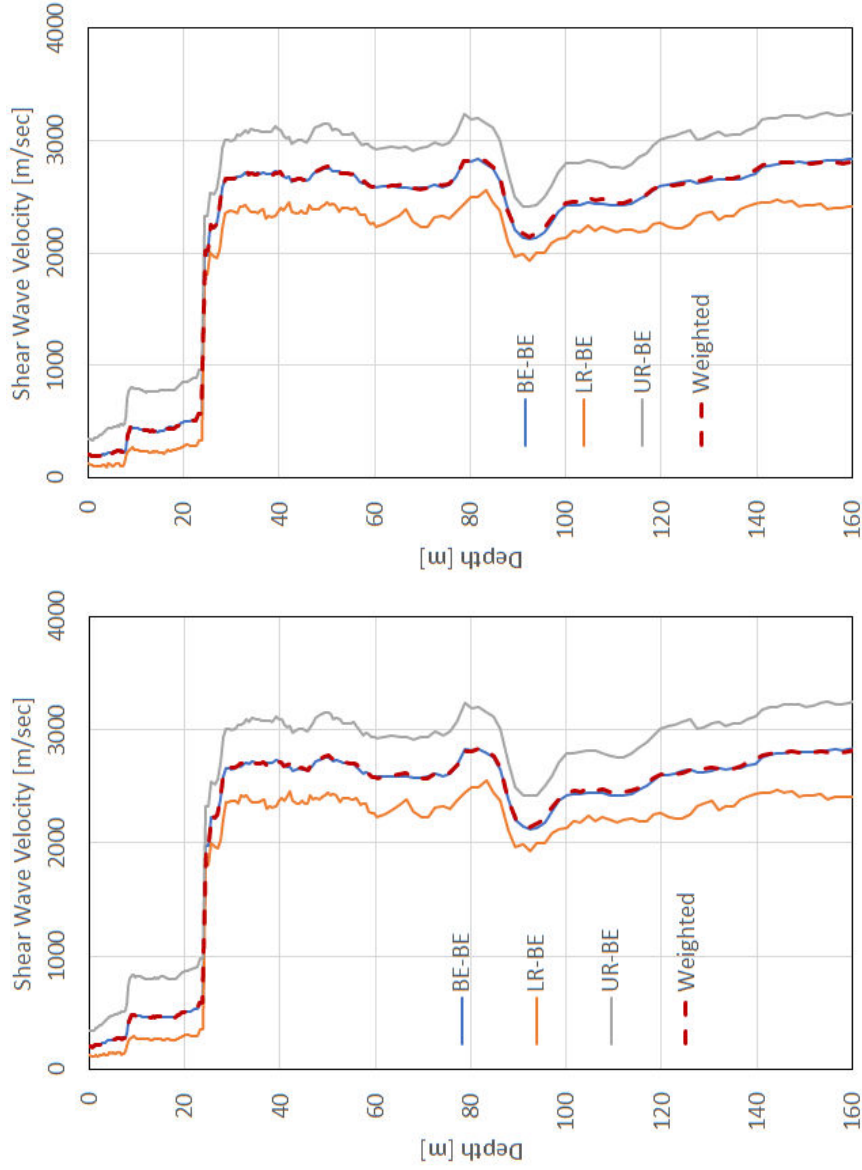 Shear Wave Velocity [m/sec]
0 1000 2000 3000 4000
0
20
40
60
80
100
120
140
160
Depth [m]
BE-BE
LR-BE
UR-BE
Weighted
Shear Wave Velocity [m/sec]
0 1000 2000 3000 4000
0
20
40
60
80
100
120
140
160
Depth [m]
BE-BE
LR-BE
UR-BE
Weighted